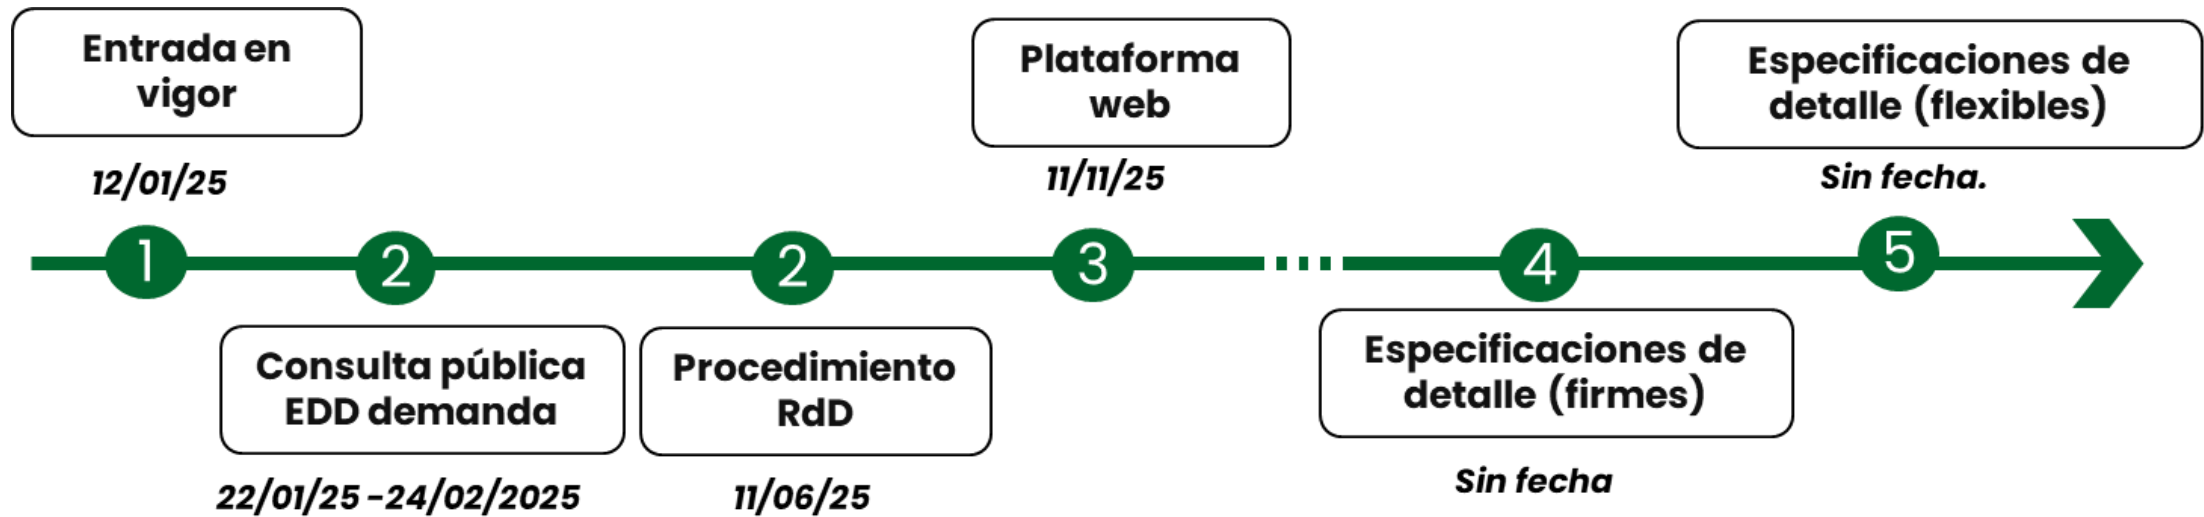 Entrada en
vigor
12/01/25
1
Consulta pública
EDD demanda
22/01/25 -24/02/2025
2
Procedimiento
RdD
11/06/25
2
Plataforma
web
11/11/25
3
Especificaciones de
detalle (firmes)
Sin fecha
4
Especificaciones de
detalle (flexibles)
Sin fecha.
5